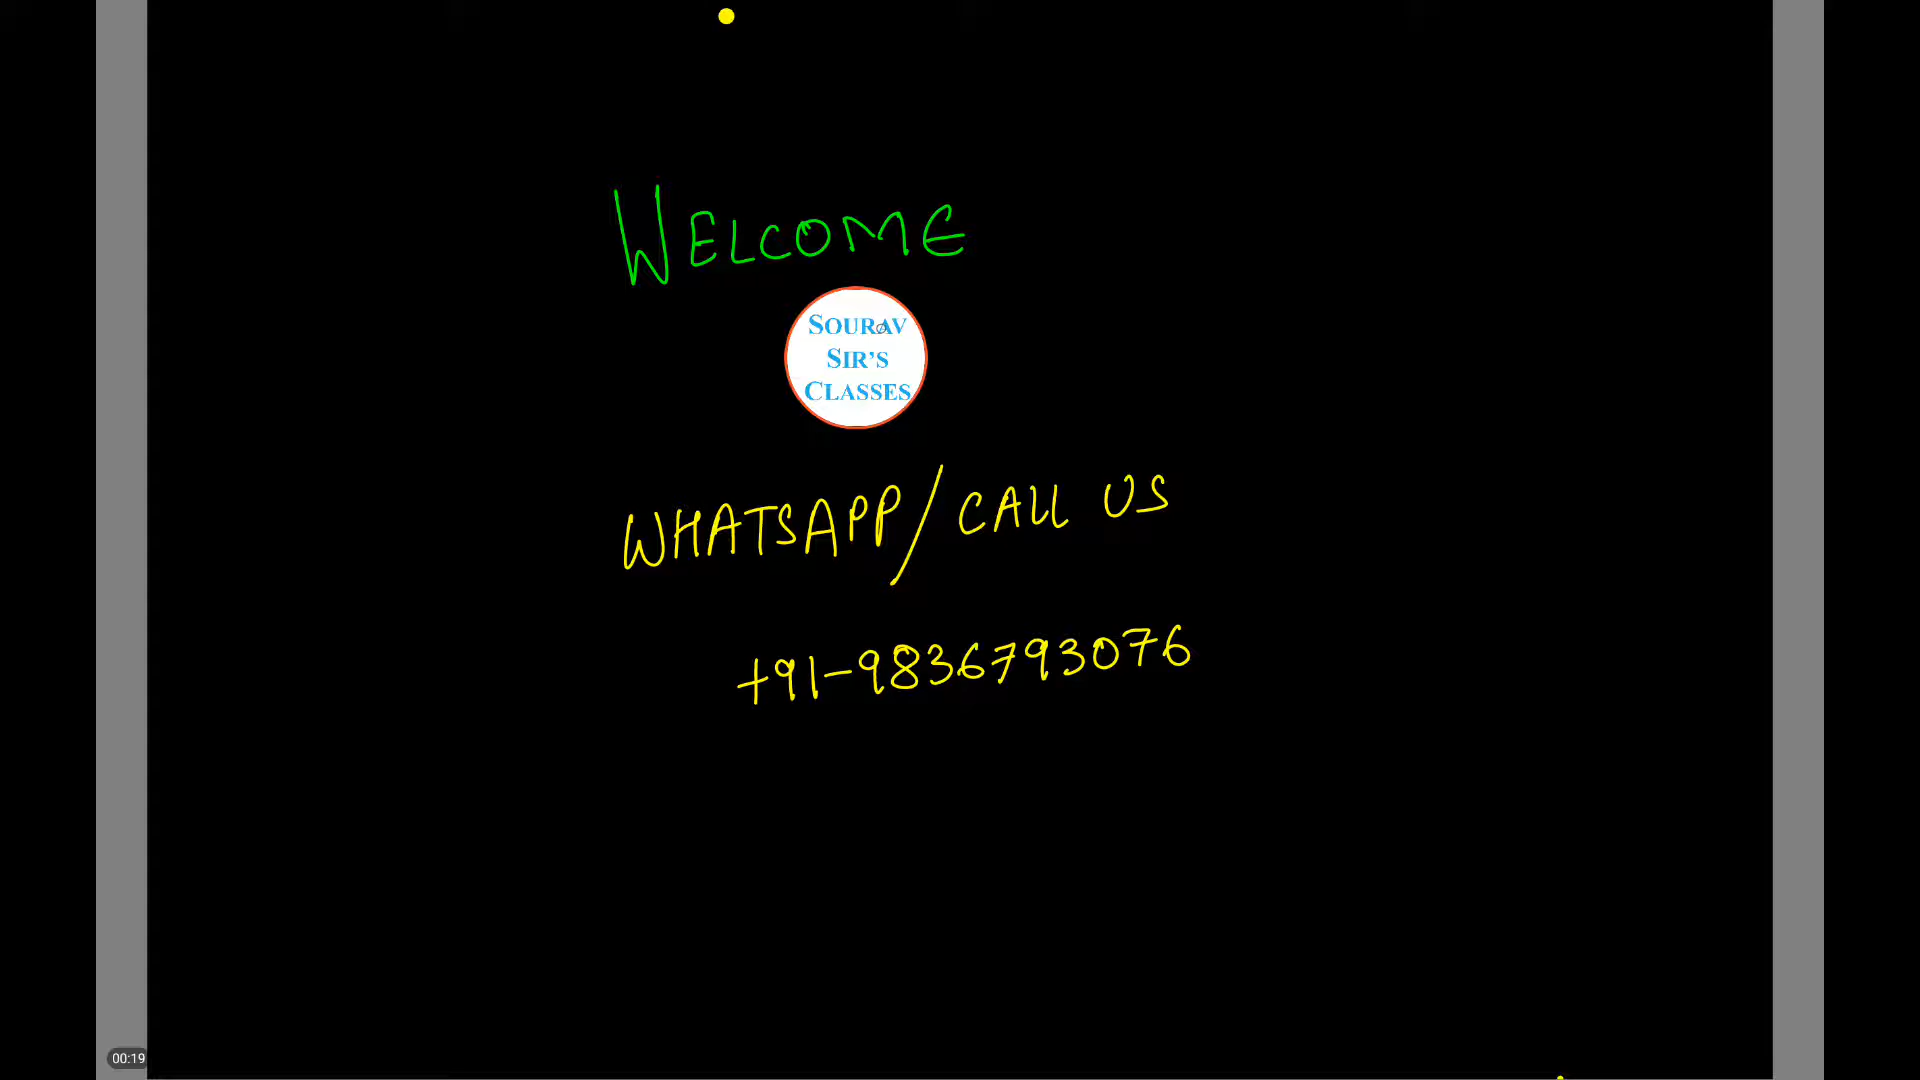 WELCOME
SOURAV
SIR'S
CLASSES
WHATSAPP/CALL US
+91-9836793076
00:19